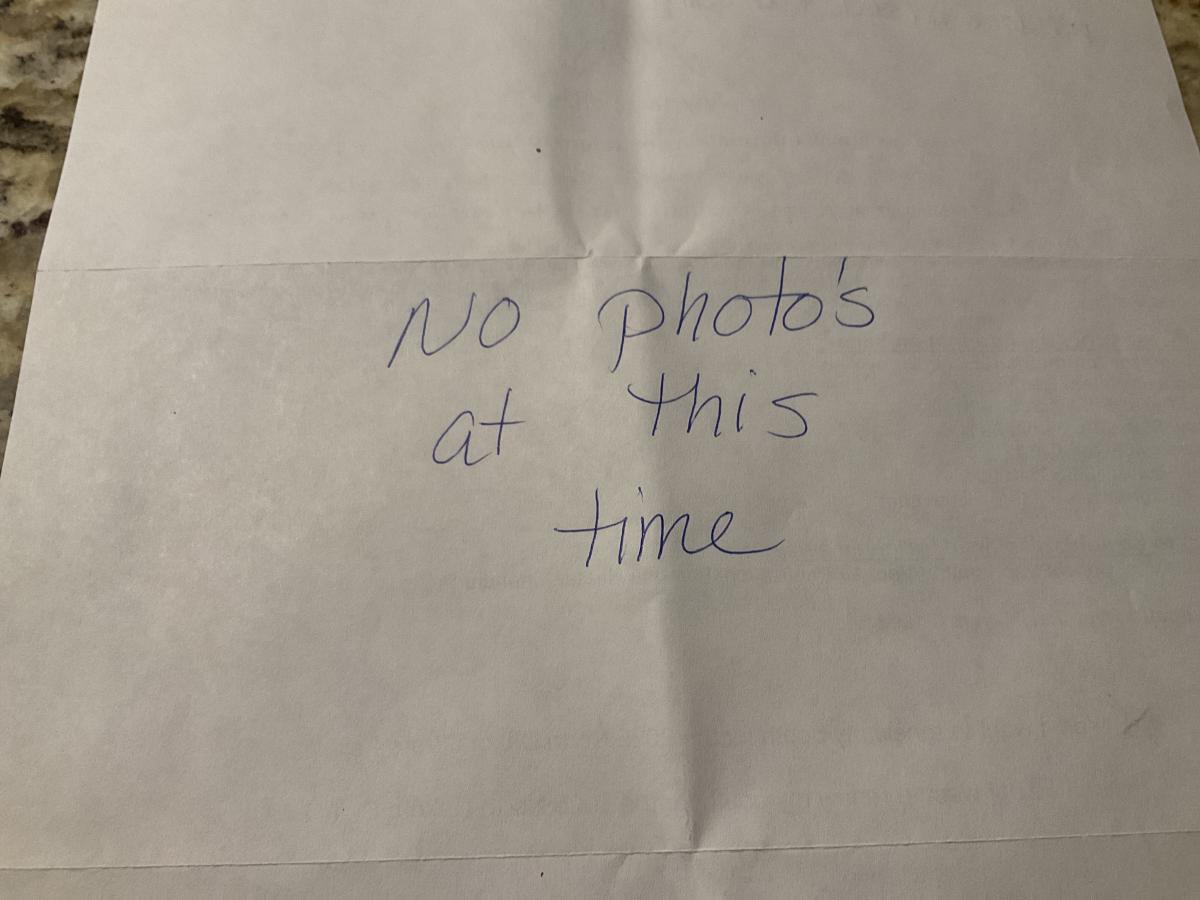 No photo's
at this
time